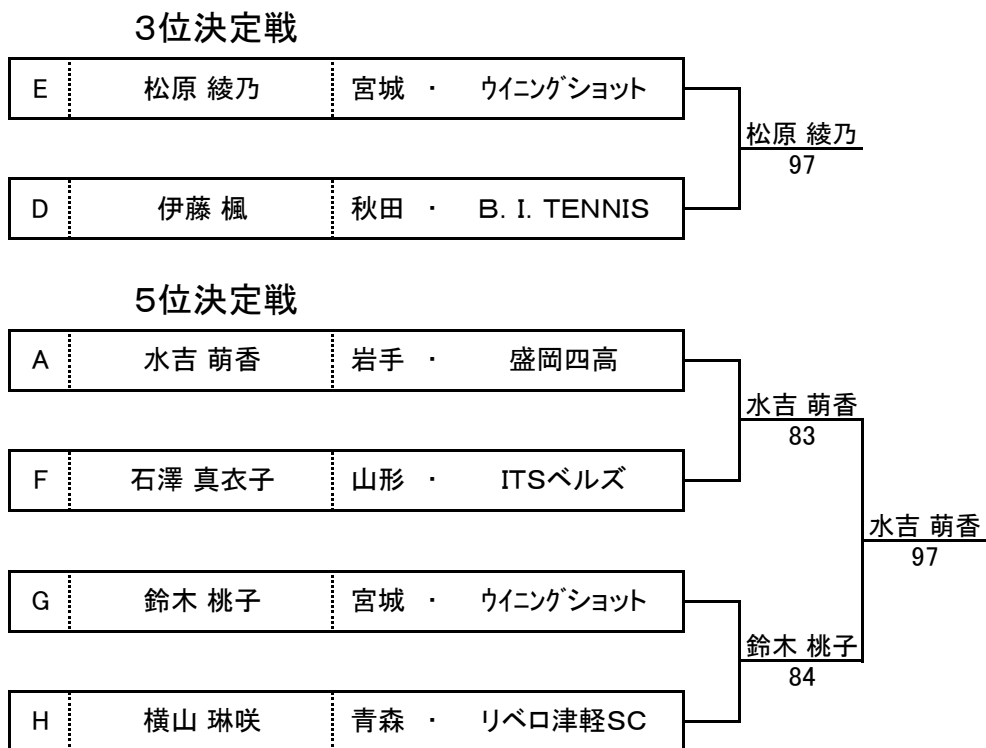 3位決定戦
E 松原 綾乃 宮城 ・ ウイニングショット
松原 綾乃
97
D 伊藤 楓 秋田 ・ B. I. TENNIS
5位決定戦
A 水吉 萌香 岩手 ・ 盛岡四高
水吉 萌香
83
F 石澤 真衣子 山形 ・ ITSベルズ
水吉 萌香
97
G 鈴木 桃子 宮城 ・ ウイニングショット
鈴木 桃子
84
H 横山 琳咲 青森 ・ リベロ津軽SC